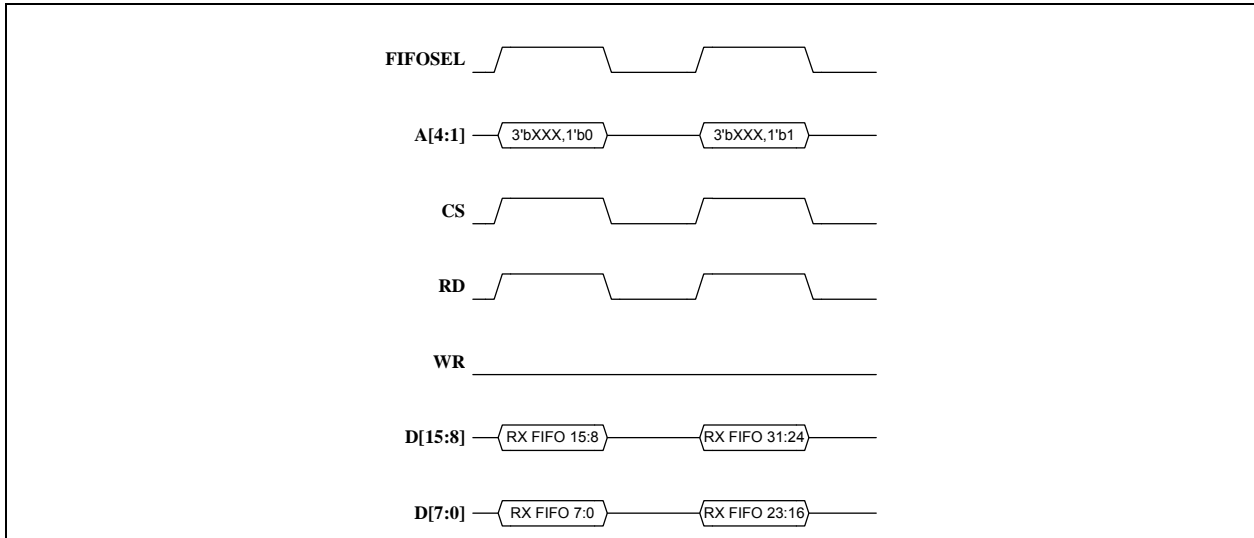 FIFOSEL
A[4:1] 3'bXXX,1'b0 3'bXXX,1'b1
CS
RD
WR
D[15:8] RX FIFO 15:8 RX FIFO 31:24
D[7:0] RX FIFO 7:0 RX FIFO 23:16